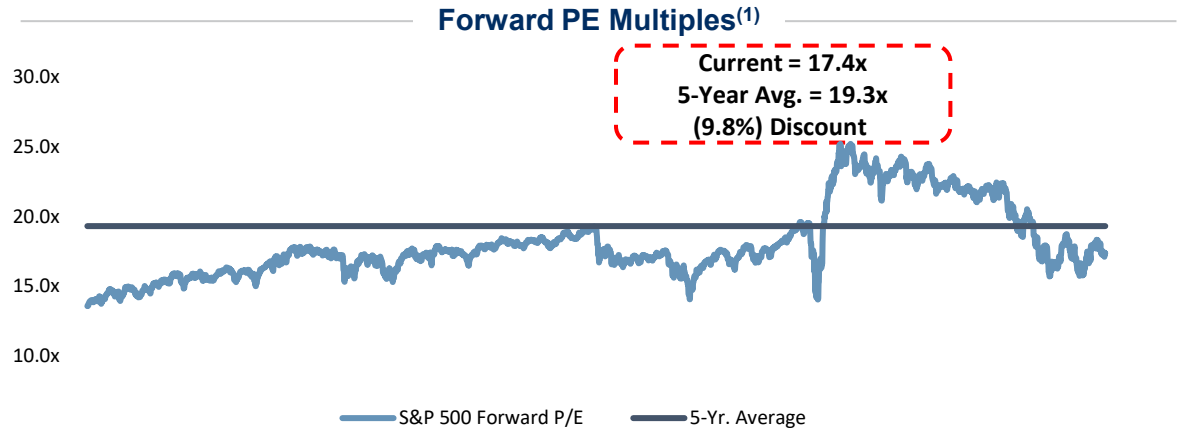 Forward PE Multiples(1)
Current = 17.4x
5-Year Avg. = 19.3x
(9.8%) Discount
30.0x
25.0x
20.0x
15.0x
10.0x
S&P 500 Forward P/E
5-Yr. Average